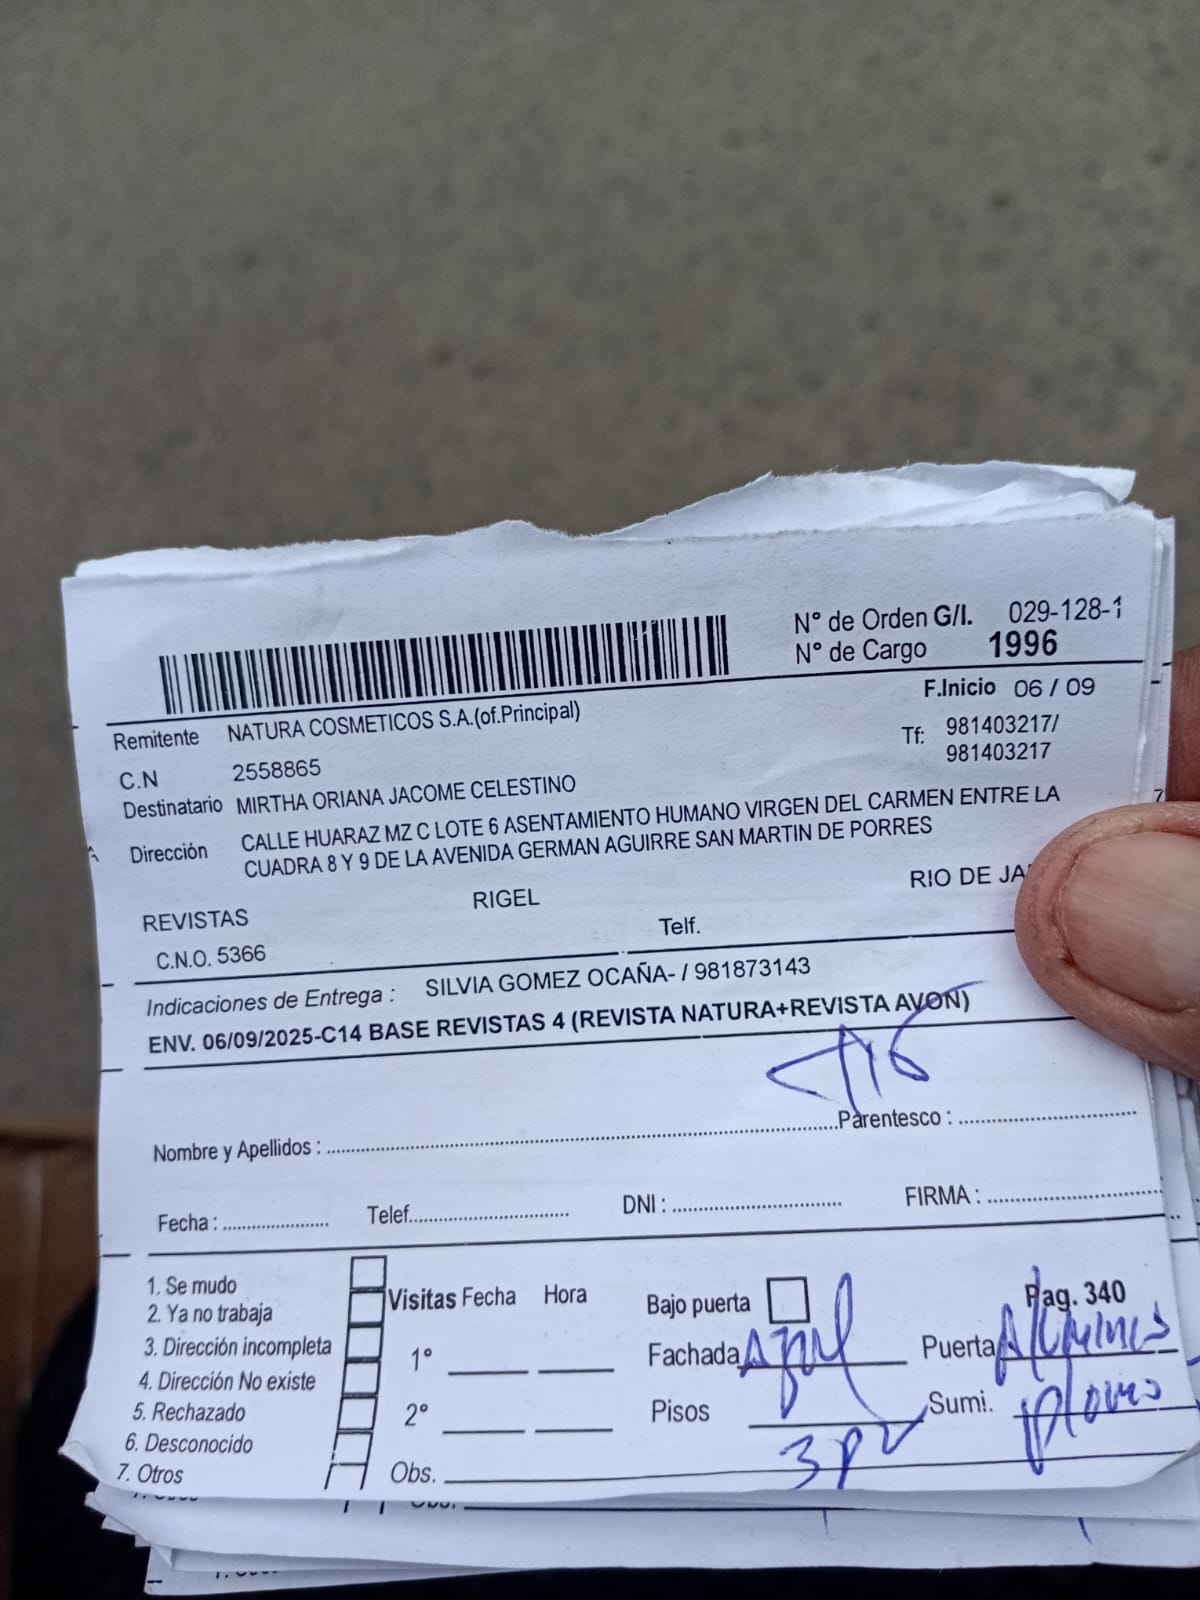 N° de Orden G/I. 029-128-1
N° de Cargo 1996
F.Inicio 06 / 09
Remitente NATURA COSMETICOS S.A.(of.Principal)
Tf: 981403217/
981403217
C.N 2558865
Destinatario MIRTHA ORIANA JACOME CELESTINO
Dirección CALLE HUARAZ MZ C LOTE 6 ASENTAMIENTO HUMANO VIRGEN DEL CARMEN ENTRE LA
CUADRA 8 Y 9 DE LA AVENIDA GERMAN AGUIRRE SAN MARTIN DE PORRES
REVISTAS RIGEL RIO DE JA
C.N.O. 5366 Telf.
Indicaciones de Entrega : SILVIA GOMEZ OCAÑA- / 981873143
ENV. 06/09/2025-C14 BASE REVISTAS 4 (REVISTA NATURA+REVISTA AVON)
Nombre y Apellidos : Parentesco :
Fecha : Telef. DNI : FIRMA :
1. Se mudo
2. Ya no trabaja
3. Dirección incompleta
4. Dirección No existe
5. Rechazado
6. Desconocido
7. Otros
Visitas Fecha Hora
1°
2°
Obs.
Bajo puerta
Pag. 340
Fachada Azul Puerta Aluminio
Pisos 3p Sumi. plomo